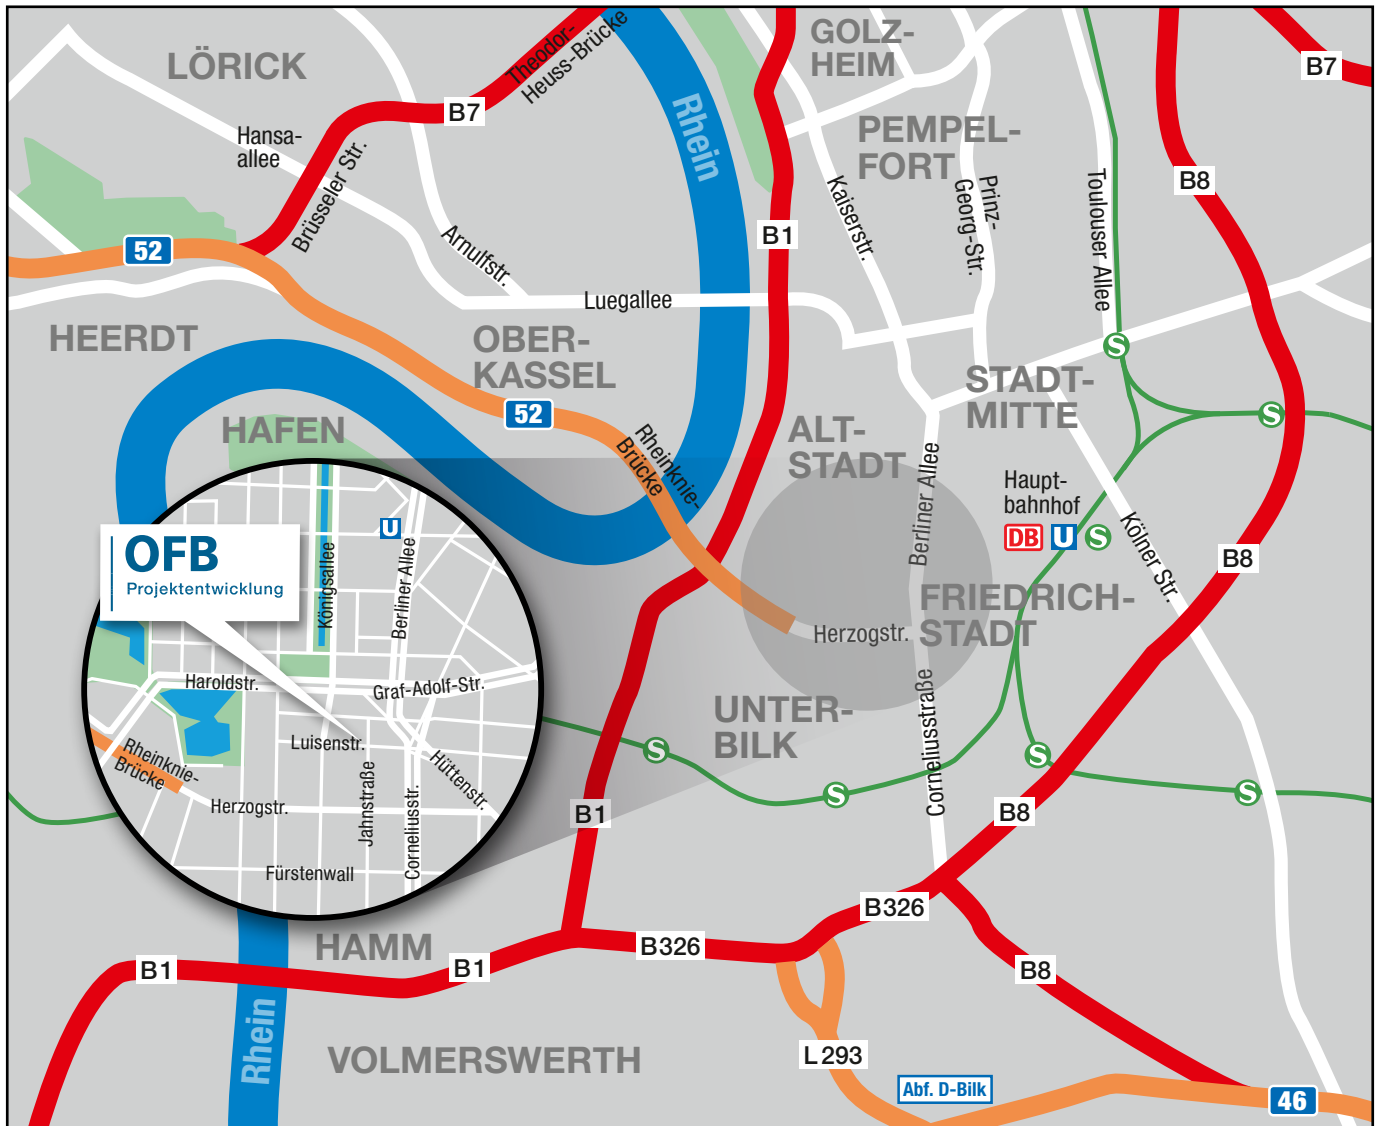 GOLZ-
HEIM
LÖRICK
Theodor-
Heuss-Brücke
B7
B7
Rhein
Hansa-
allee
PEMPEL-
FORT
Brüsseler Str.
B8
Kaiserstr.
Prinz-
Georg-Str.
Toulouser Allee
52
Arnulfstr.
B1
Luegallee
HEERDT
OBER-
KASSEL
S
STADT-
MITTE
52
S
HAFEN
ALT-
STADT
Rheinknie-
Brücke
Berliner Allee
Haupt-
bahnhof
DB
U
S
Kölner Str.
B8
U
OFB
Projektentwicklung
Königsallee
Berliner Allee
FRIEDRICH-
STADT
Herzogstr.
Haroldstr.
Graf-Adolf-Str.
UNTER-
BILK
Corneliusstraße
Luisenstr.
S
S
Rheinknie-
Brücke
Hüttenstr.
S
S
Herzogstr.
Jahnstraße
Corneliusstr.
B1
B8
Fürstenwall
B326
HAMM
B326
B1
B1
B8
Rhein
VOLMERSWERTH
L293
Abf. D-Bilk
46